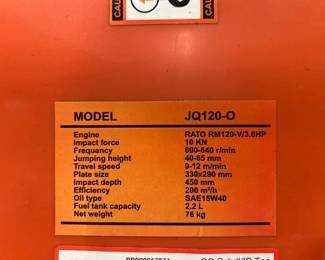 CAU
CAU
MODEL JQ120-O
Engine RATO RM120-V/3.6HP
Impact force 10 KN
Frequency 600-640 r/min
Jumping height 40-65 mm
Travel speed 9-12 m/min
Plate size 330x290 mm
Impact depth 450 mm
Efficiency 200 m³/h
Oil type SAE15W40
Fuel tank capacity 2.2 L
Net weight 76 kg